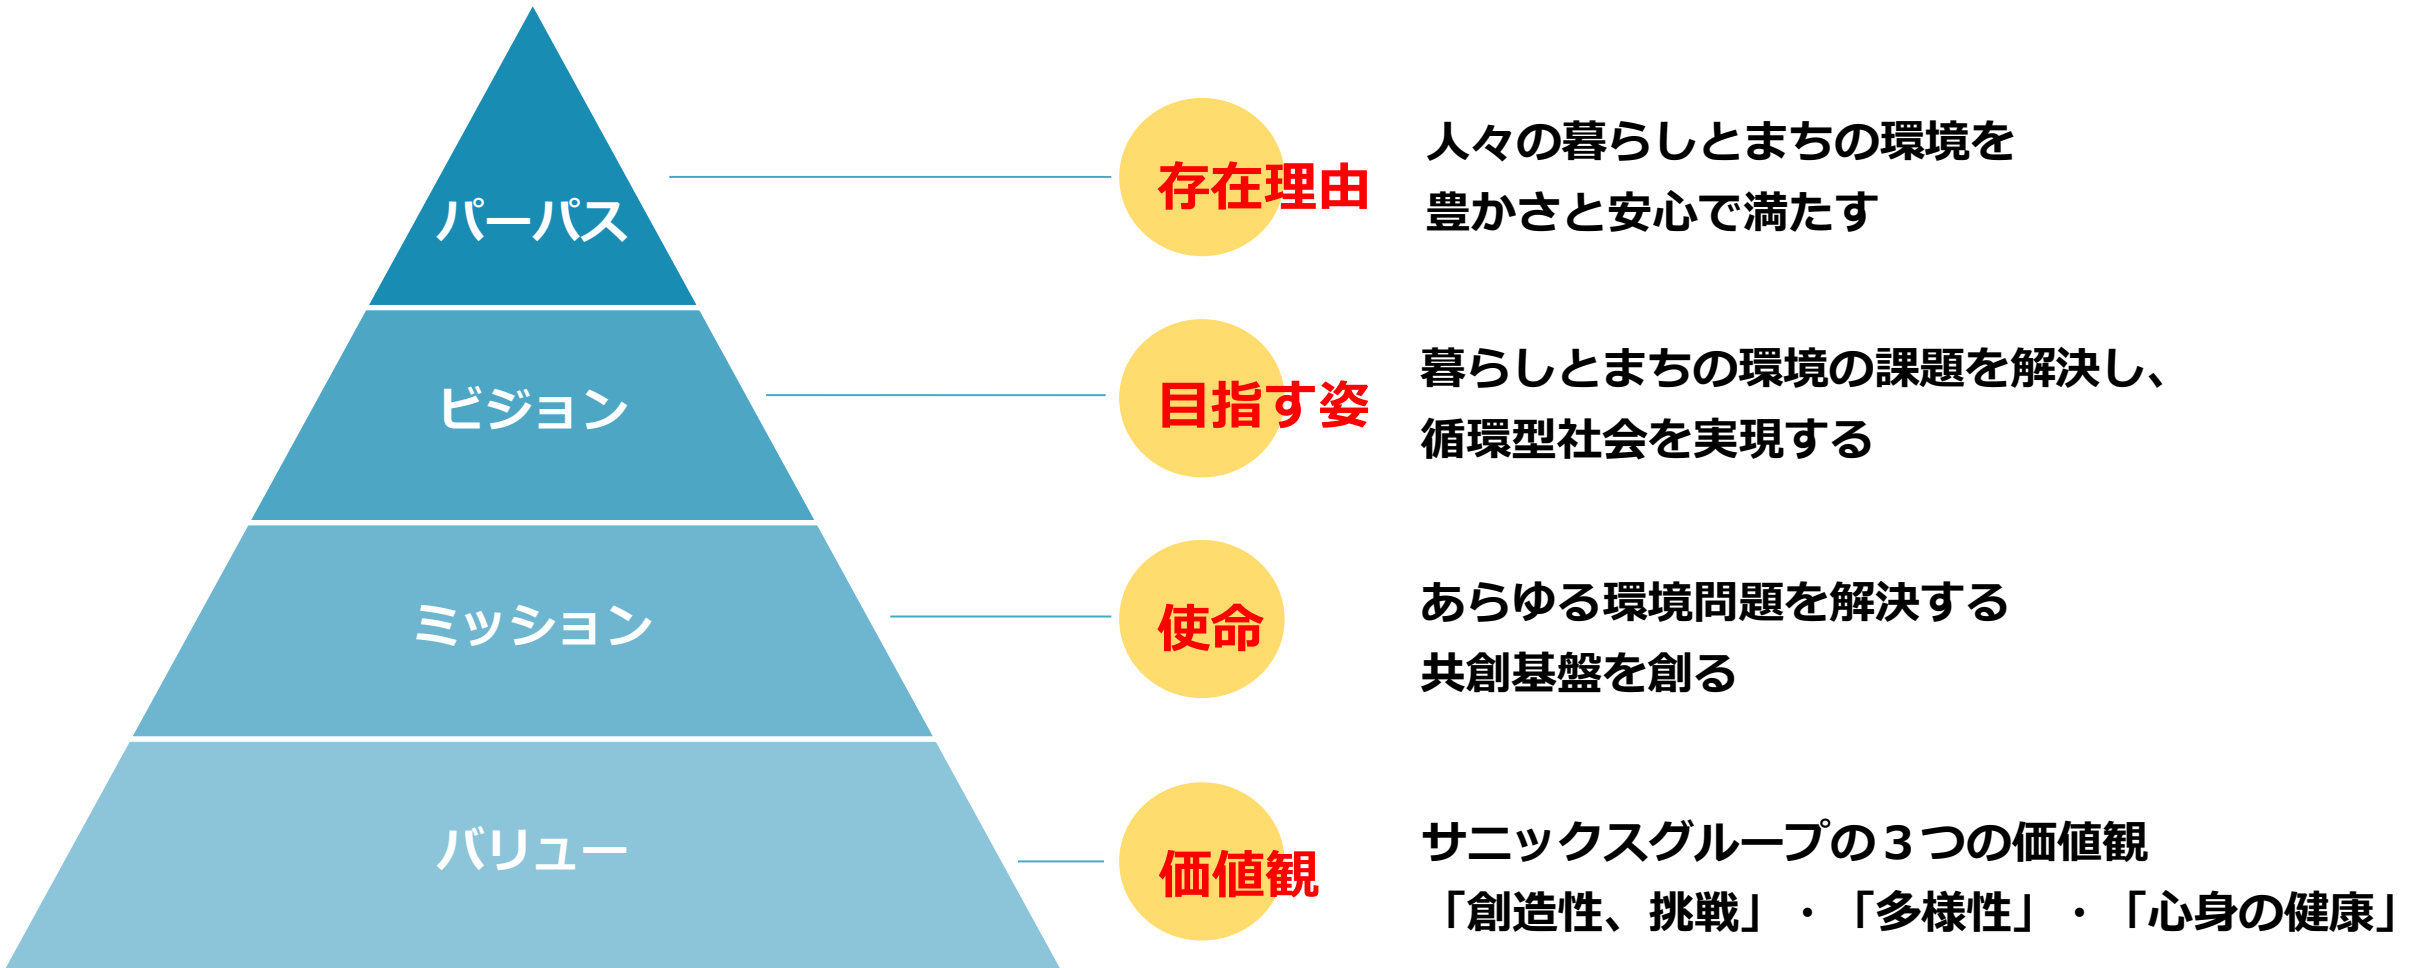 パーパス
存在理由
人々の暮らしとまちの環境を
豊かさと安心で満たす
ビジョン
目指す姿
暮らしとまちの環境の課題を解決し、
循環型社会を実現する
ミッション
使命
あらゆる環境問題を解決する
共創基盤を創る
バリュー
価値観
サニックスグループの３つの価値観
「創造性、挑戦」・「多様性」・「心身の健康」